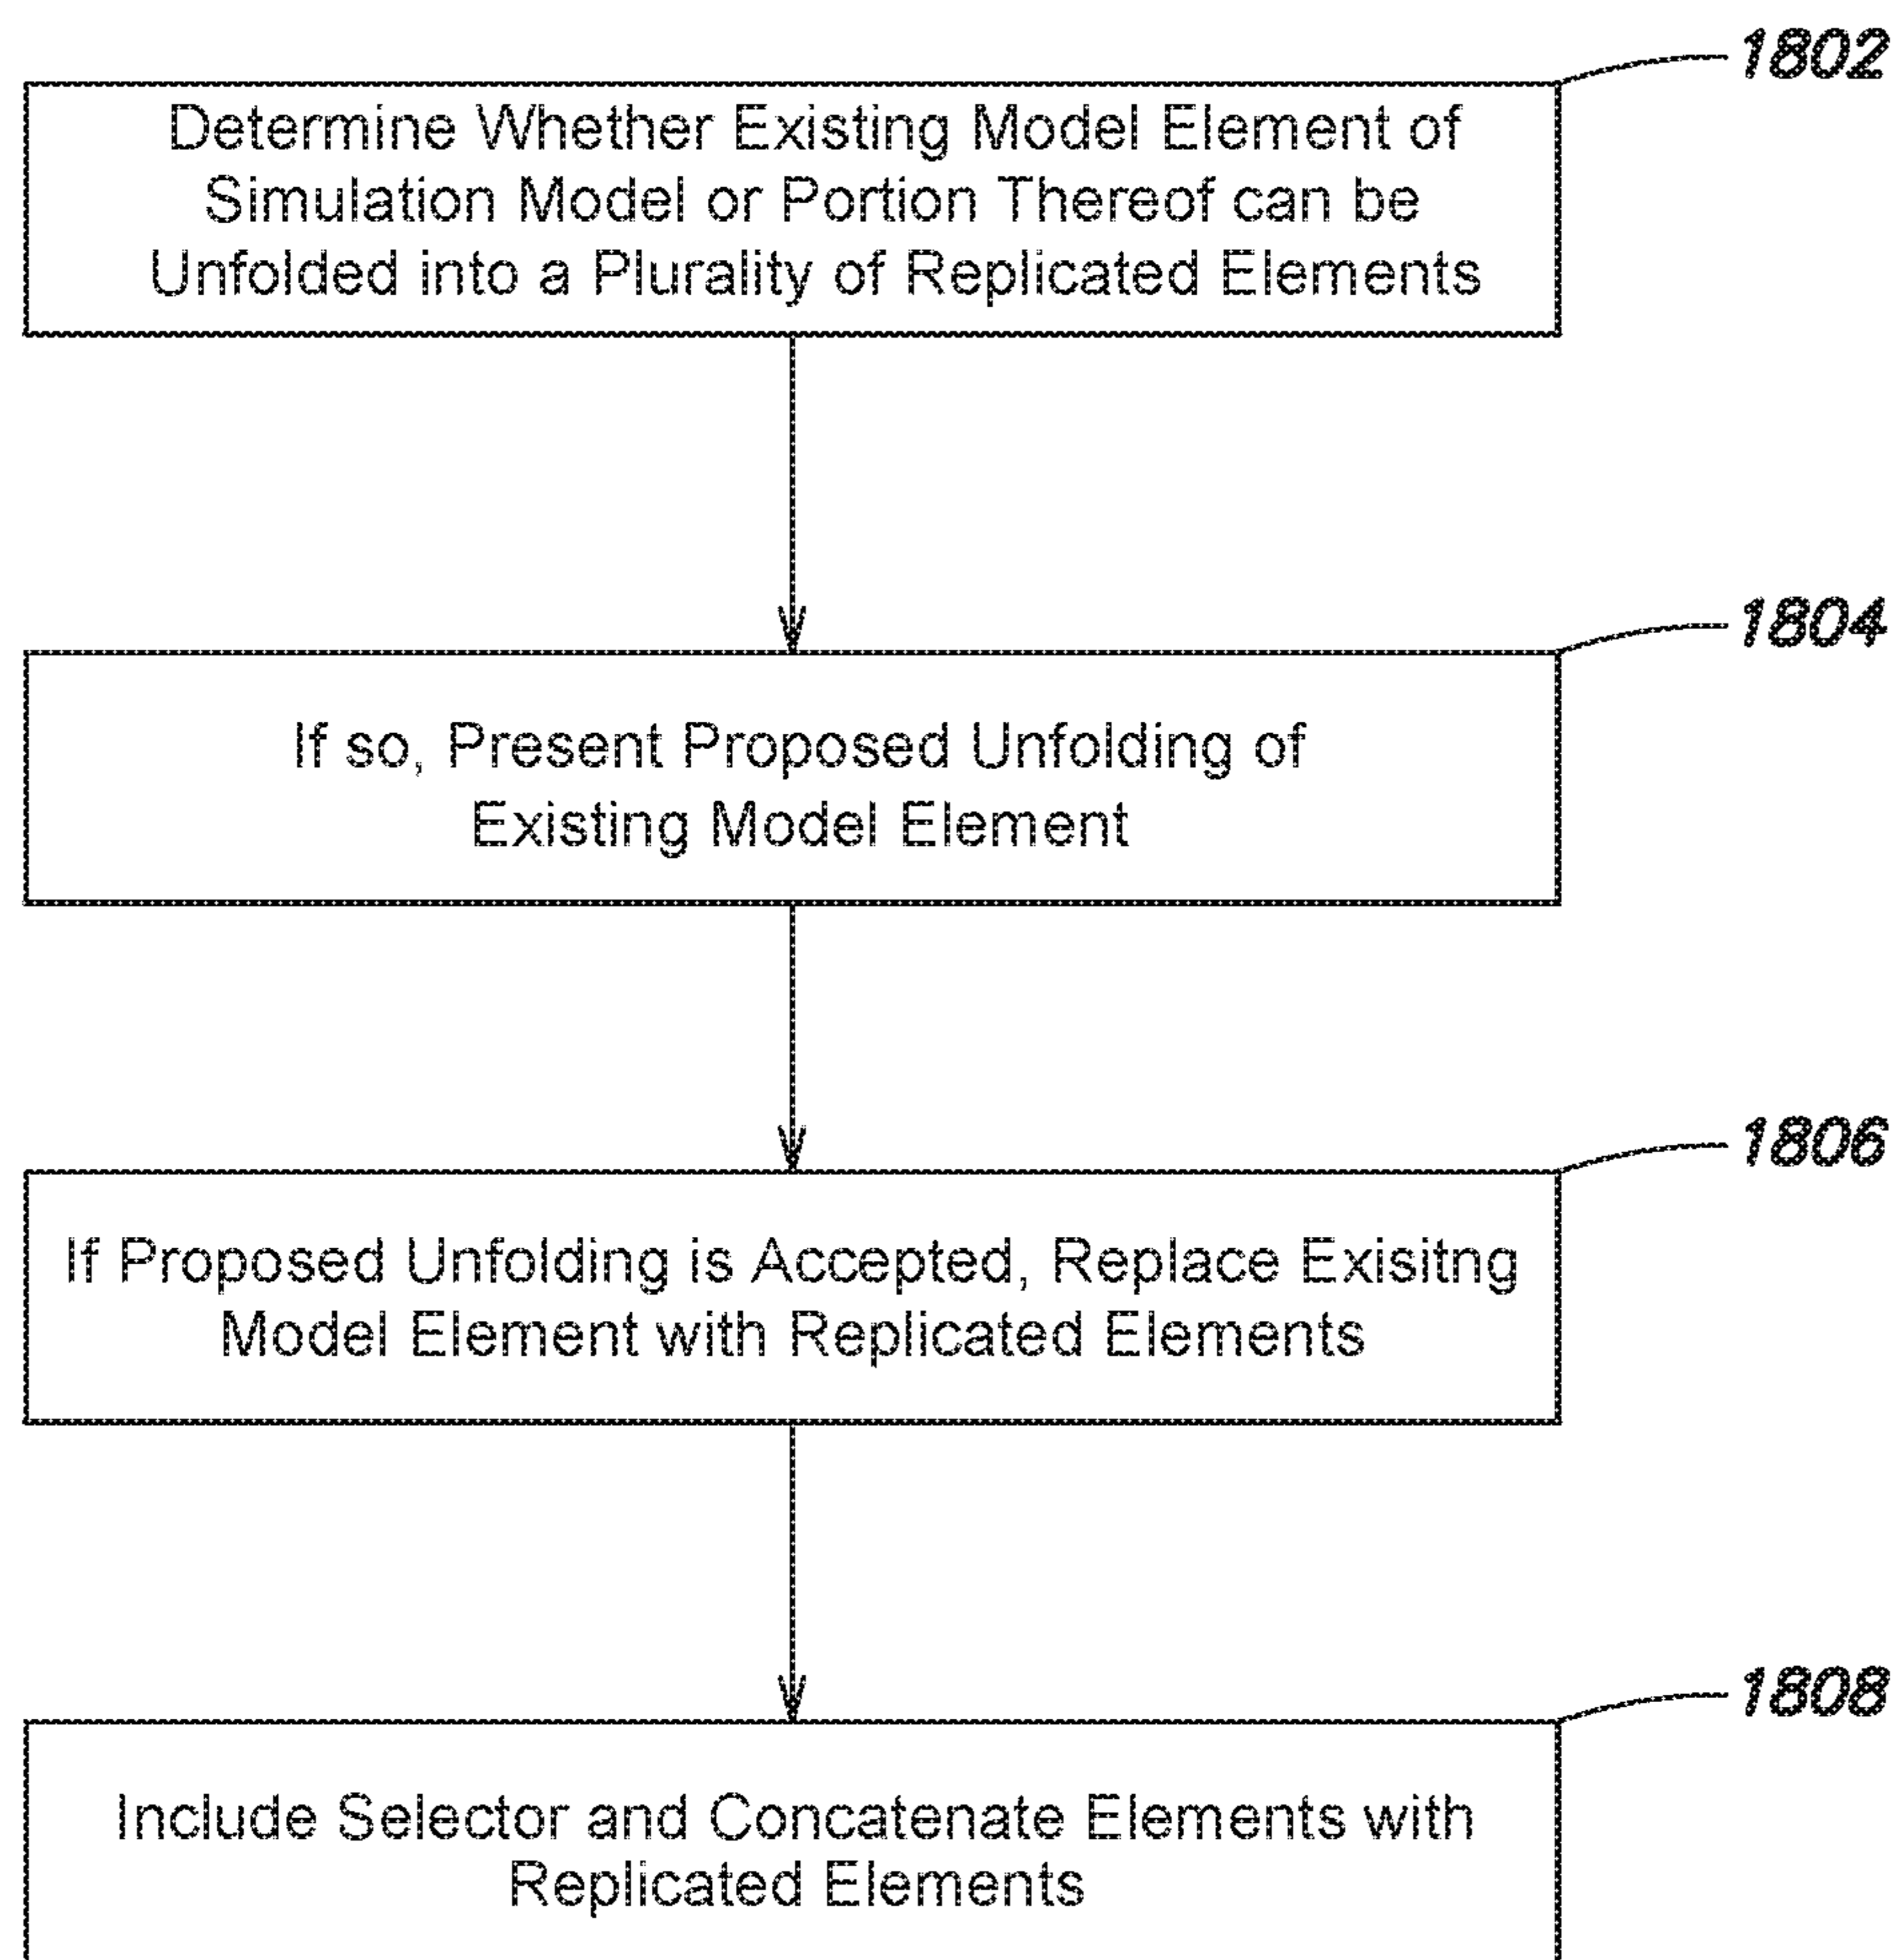 1802
Determine Whether Existing Model Element of
Simulation Model or Portion Thereof can be
Unfolded into a Plurality of Replicated Elements
1804
If so, Present Proposed Unfolding of
Existing Model Element
1806
If Proposed Unfolding is Accepted, Replace Exisitng
Model Element with Replicated Elements
1808
Include Selector and Concatenate Elements with
Replicated Elements